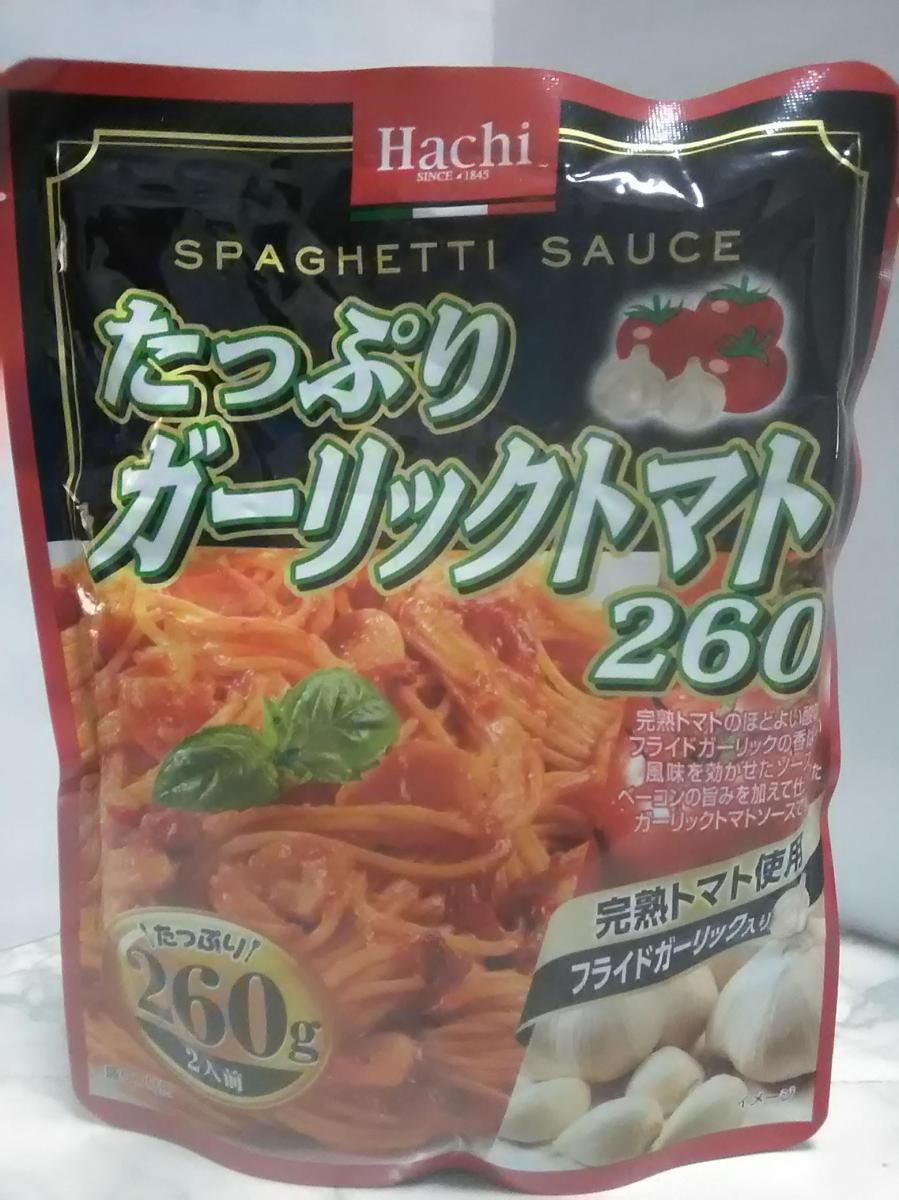 Hachi
SINCE 1845
SPAGHETTI SAUCE
たっぷり
ガーリックトマト
260
完熟トマトのほどよい酸
フライドガーリックの香
風味を効かせたソース
ベーコンの旨みを加えて仕
ガーリックトマトソースで
完熟トマト使用
フライドガーリック入り
たっぷり!
260g
2人前
イメージ